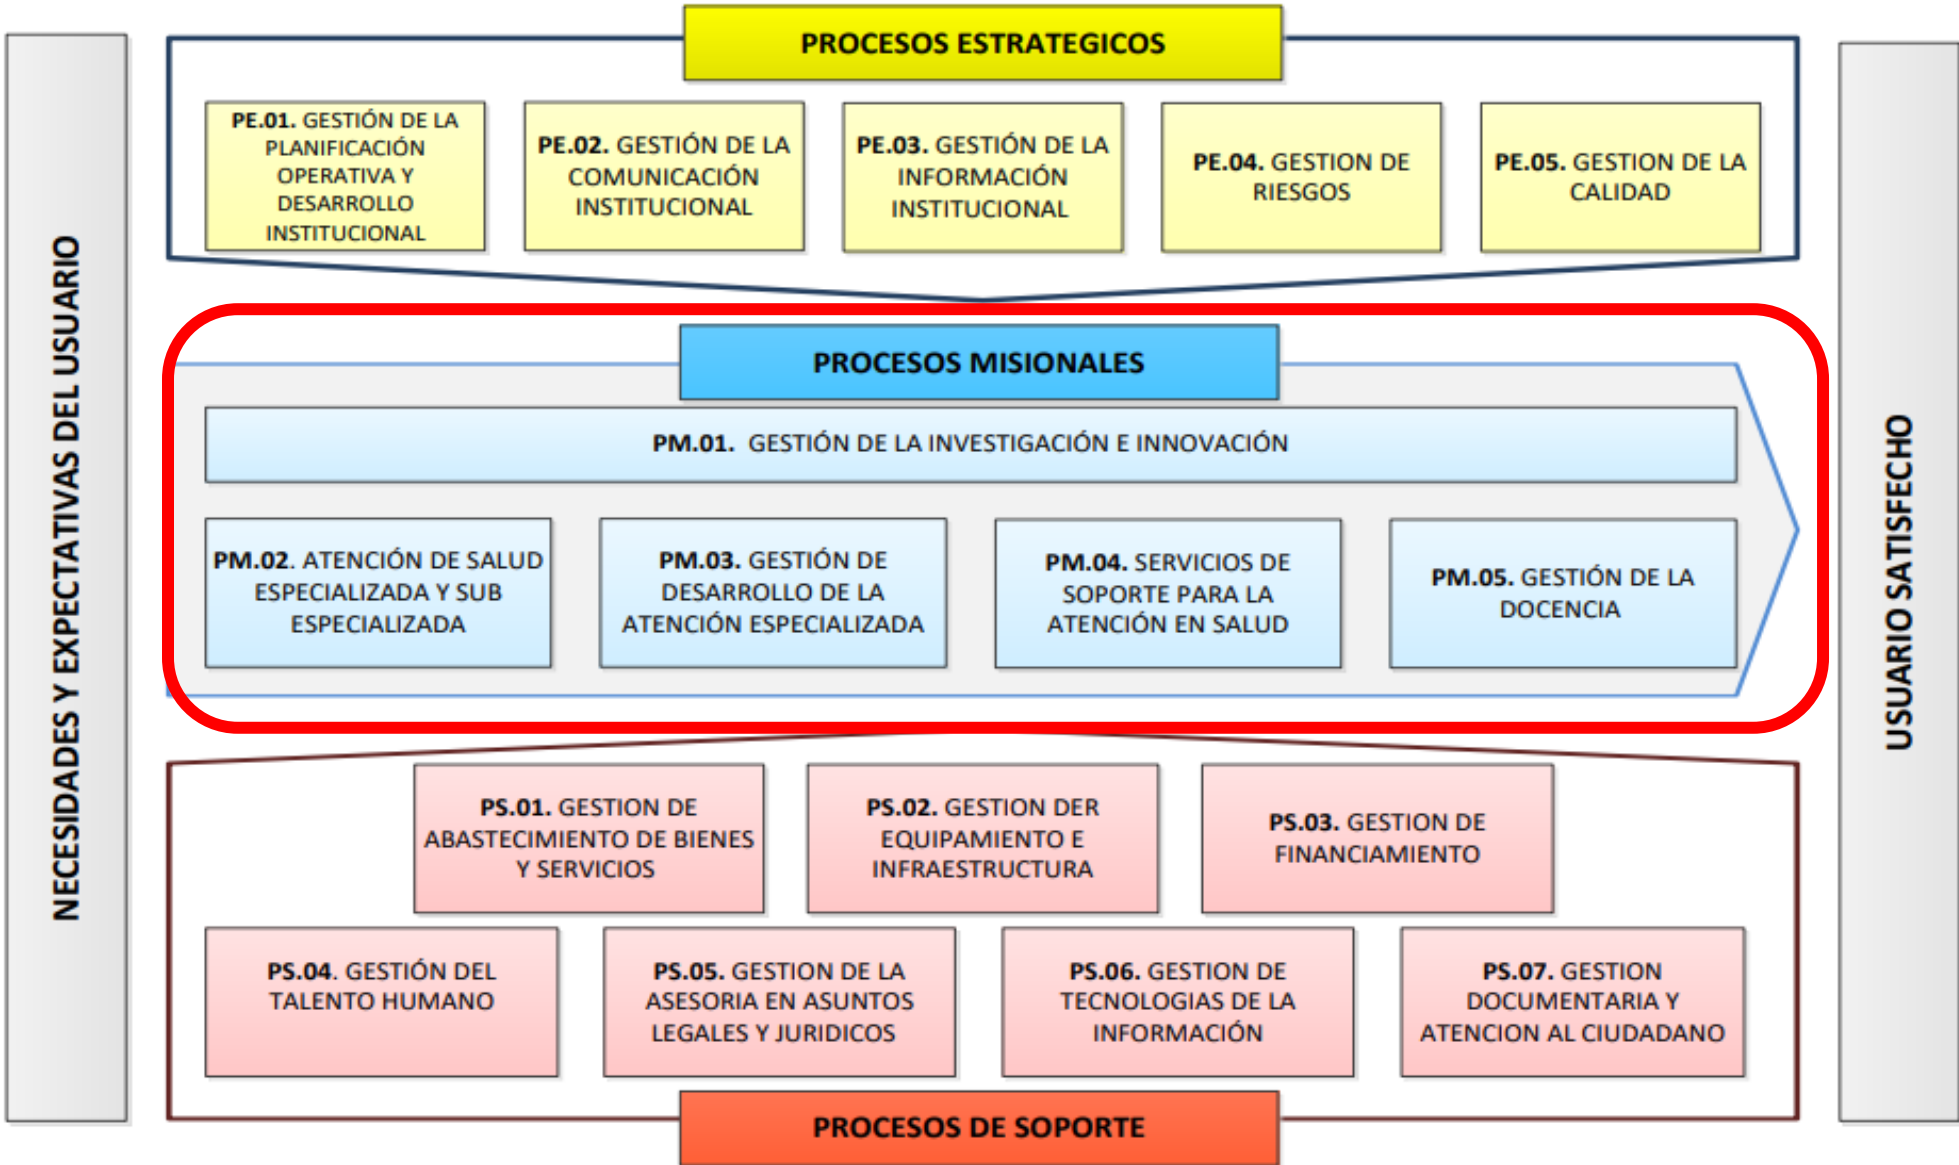 PROCESOS ESTRATEGICOS
PE.01. GESTIÓN DE LA
PLANIFICACIÓN
OPERATIVA Y
DESARROLLO
INSTITUCIONAL
PE.02. GESTIÓN DE LA
COMUNICACIÓN
INSTITUCIONAL
PE.03. GESTIÓN DE LA
INFORMACIÓN
INSTITUCIONAL
PE.04. GESTION DE
RIESGOS
PE.05. GESTION DE LA
CALIDAD
NECESIDADES Y EXPECTATIVAS DEL USUARIO
PROCESOS MISIONALES
PM.01. GESTIÓN DE LA INVESTIGACIÓN E INNOVACIÓN
PM.02. ATENCIÓN DE SALUD
ESPECIALIZADA Y SUB
ESPECIALIZADA
PM.03. GESTIÓN DE
DESARROLLO DE LA
ATENCIÓN ESPECIALIZADA
PM.04. SERVICIOS DE
SOPORTE PARA LA
ATENCIÓN EN SALUD
PM.05. GESTIÓN DE LA
DOCENCIA
USUARIO SATISFECHO
PS.01. GESTION DE
ABASTECIMIENTO DE BIENES
Y SERVICIOS
PS.02. GESTION DER
EQUIPAMIENTO E
INFRAESTRUCTURA
PS.03. GESTION DE
FINANCIAMIENTO
PS.04. GESTIÓN DEL
TALENTO HUMANO
PS.05. GESTION DE LA
ASESORIA EN ASUNTOS
LEGALES Y JURIDICOS
PS.06. GESTION DE
TECNOLOGIAS DE LA
INFORMACIÓN
PS.07. GESTION
DOCUMENTARIA Y
ATENCION AL CIUDADANO
PROCESOS DE SOPORTE